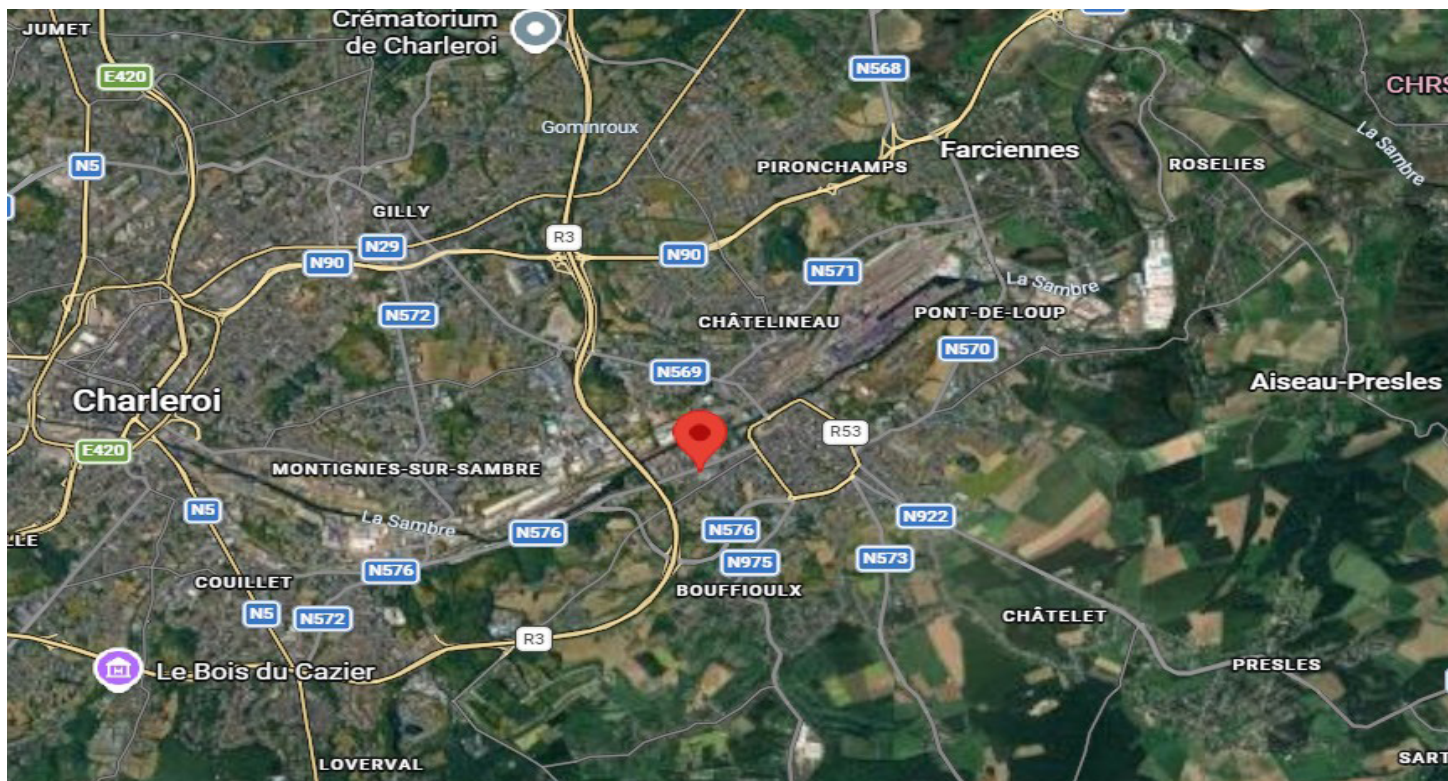 JUMET
Crématorium
de Charleroi
E420
N568
CHRS
Gominroux
La Sambre
N5
PIRONCHAMPS
Farciennes
ROSELIES
GILLY
R3
N29
N90
N90
N571
La Sambre
N572
CHÂTELINEAU
PONT-DE-LOUP
N570
N569
Aiseau-Presles
Charleroi
R53
E420
MONTIGNIES-SUR-SAMBRE
N5
La Sambre
N576
N576
N922
LLE
N975
N573
COUILLET
N576
BOUFFIOULX
N5
N572
CHÂTELET
R3
PRESLES
Le Bois du Cazier
LOVERVAL
SART